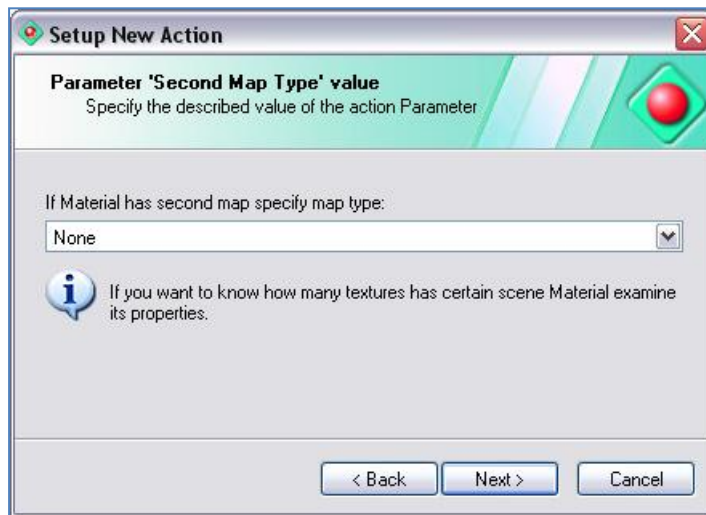 Setup New Action
Parameter 'Second Map Type' value
Specify the described value of the action Parameter
If Material has second map specify map type:
None
If you want to know how many textures has certain scene Material examine
its properties.
< Back
Next >
Cancel